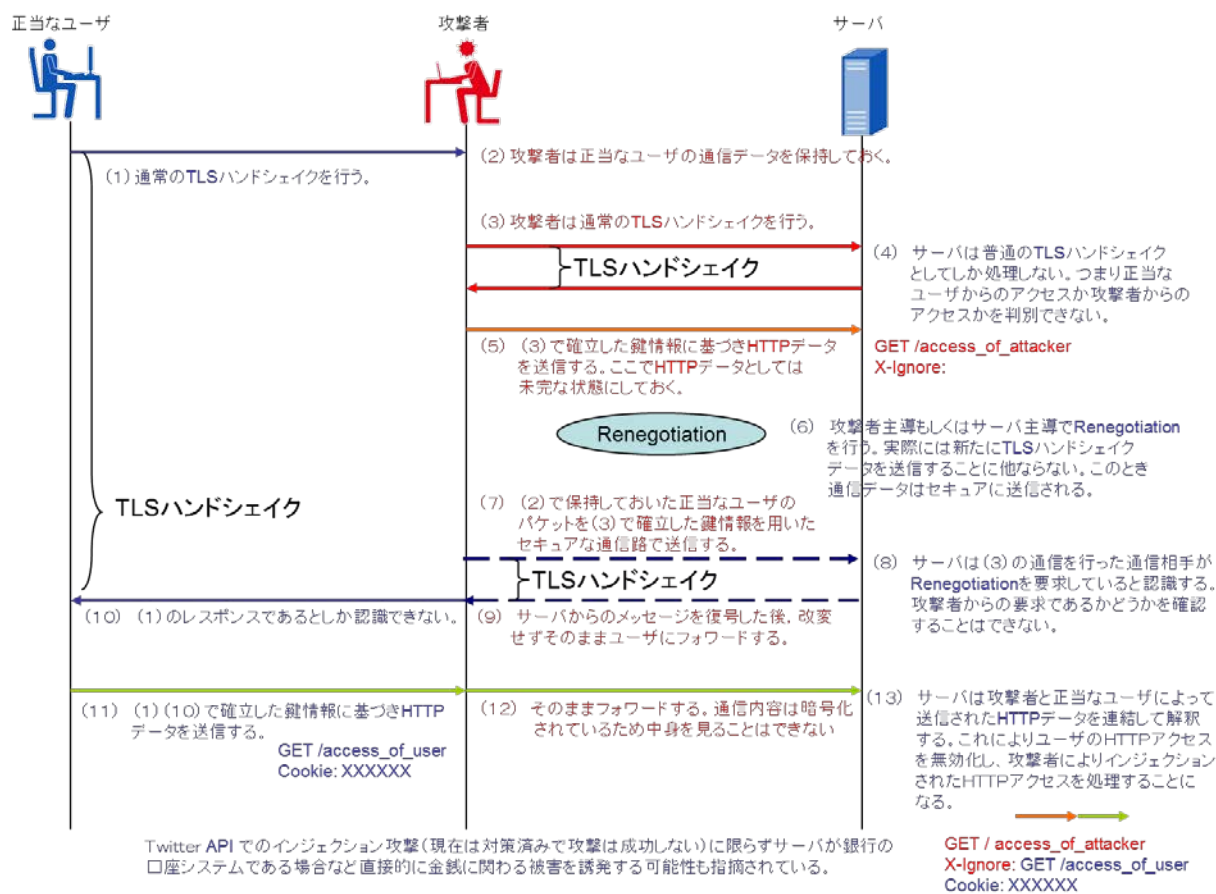 正当なユーザ
攻撃者
サーバ
(1) 通常のTLSハンドシェイクを行う。
(2) 攻撃者は正当なユーザの通信データを保持しておく。
(3) 攻撃者は通常のTLSハンドシェイクを行う。
TLSハンドシェイク
(4) サーバは普通のTLSハンドシェイク
としてしか処理しない。つまり正当な
ユーザからのアクセスか攻撃者からの
アクセスかを判別できない。
(5) (3)で確立した鍵情報に基づきHTTPデータ
を送信する。ここでHTTPデータとしては
未完な状態にしておく。
GET /access_of_attacker
X-Ignore:
Renegotiation
(6) 攻撃者主導もしくはサーバ主導でRenegotiation
を行う。実際には新たにTLSハンドシェイク
データを送信することに他ならない。このとき
通信データはセキュアに送信される。
TLSハンドシェイク
(7) (2)で保持しておいた正当なユーザの
パケットを(3)で確立した鍵情報を用いた
セキュアな通信路で送信する。
TLSハンドシェイク
(8) サーバは(3)の通信を行った通信相手が
Renegotiationを要求していると認識する。
攻撃者からの要求であるかどうかを確認
することはできない。
(10) (1)のレスポンスであるとしか認識できない。
(9) サーバからのメッセージを復号した後、改変
せずそのままユーザにフォワードする。
(11) (1)(10)で確立した鍵情報に基づきHTTP
データを送信する。
GET /access_of_user
Cookie: XXXXXX
(12) そのままフォワードする。通信内容は暗号化
されているため中身を見ることはできない
(13) サーバは攻撃者と正当なユーザによって
送信されたHTTPデータを連結して解釈
する。これによりユーザのHTTPアクセス
を無効化し、攻撃者によりインジェクション
されたHTTPアクセスを処理することに
なる。
GET / access_of_attacker
X-Ignore: GET /access_of_user
Cookie: XXXXXX
Twitter API でのインジェクション攻撃(現在は対策済みで攻撃は成功しない)に限らずサーバが銀行の
口座システムである場合など直接的に金銭に関わる被害を誘発する可能性も指摘されている。